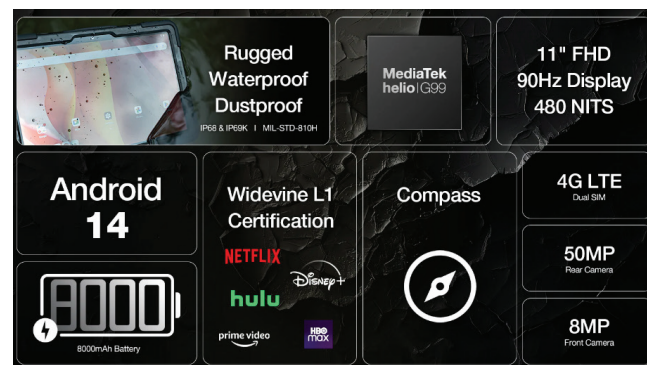 Rugged
Waterproof
Dustproof
IP68 & IP69K | MIL-STD-810H
MediaTek
helio|G99
11" FHD
90Hz Display
480 NITS
Android
14
Widevine L1
Certification
NETFLIX
Disney+
hulu
prime video
HBO
max
Compass
4G LTE
Dual SIM
50MP
Rear Camera
8MP
Front Camera
8000
8000mAh Battery